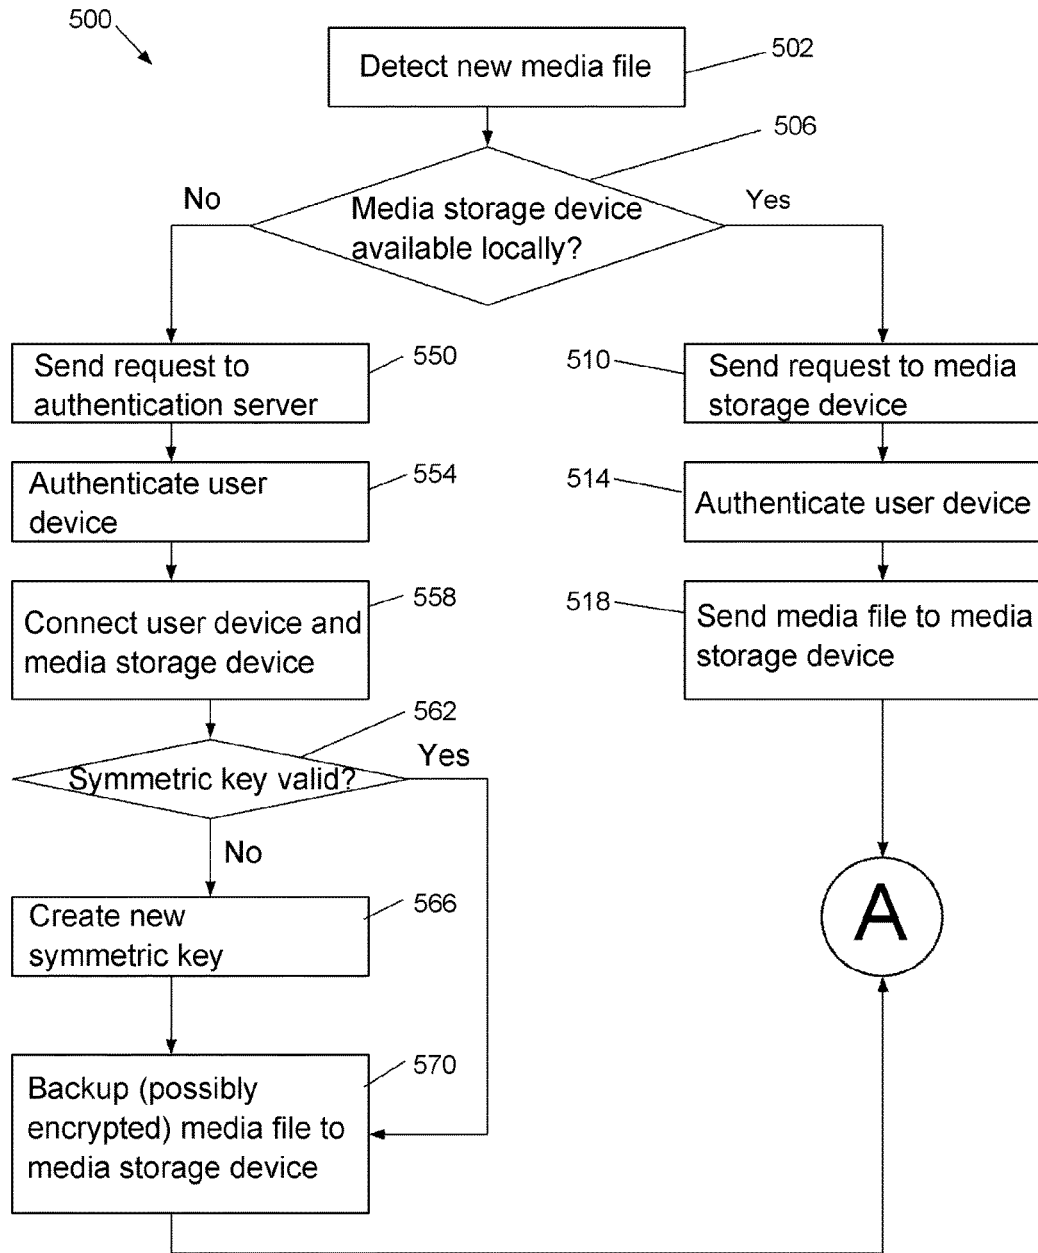 500
Detect new media file
502
506
No
Media storage device
available locally?
Yes
Send request to
authentication server
550
510
Send request to media
storage device
Authenticate user
device
554
514
Authenticate user device
Connect user device and
media storage device
558
518
Send media file to media
storage device
562
Symmetric key valid?
Yes
No
Create new
symmetric key
566
A
Backup (possibly
encrypted) media file to
media storage device
570